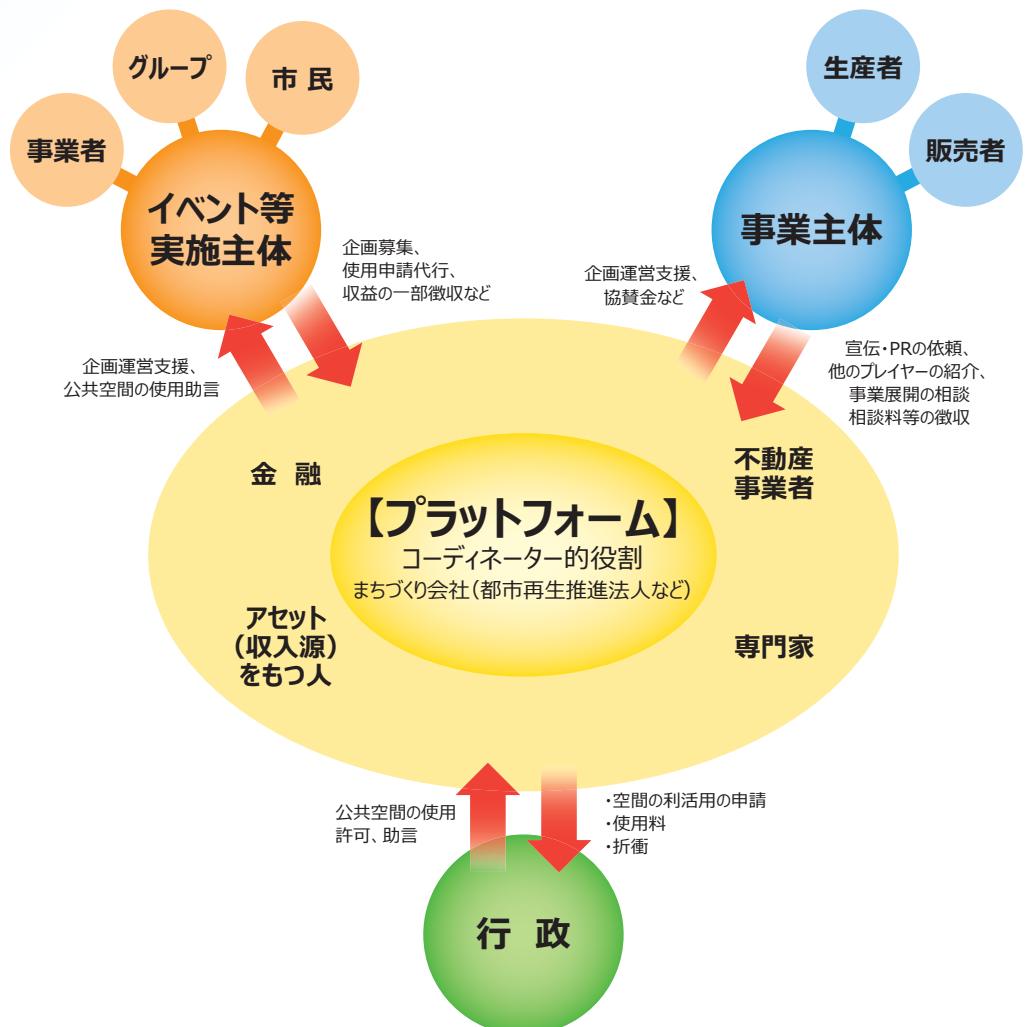 グループ
市 民
事業者
イベント等
実施主体
生産者
販売者
事業主体
企画募集、
使用申請代行、
収益の一部徴収など
企画運営支援、
協賛金など
企画運営支援、
公共空間の使用助言
宣伝・PRの依頼、
他のプレイヤーの紹介、
事業展開の相談
相談料等の徴収
金 融
不動産
事業者
【プラットフォーム】
コーディネーター的役割
まちづくり会社（都市再生推進法人など）
アセット
（収入源）
をもつ人
専門家
公共空間の使用
許可、助言
・空間の利活用の申請
・使用料
・折衝
行 政